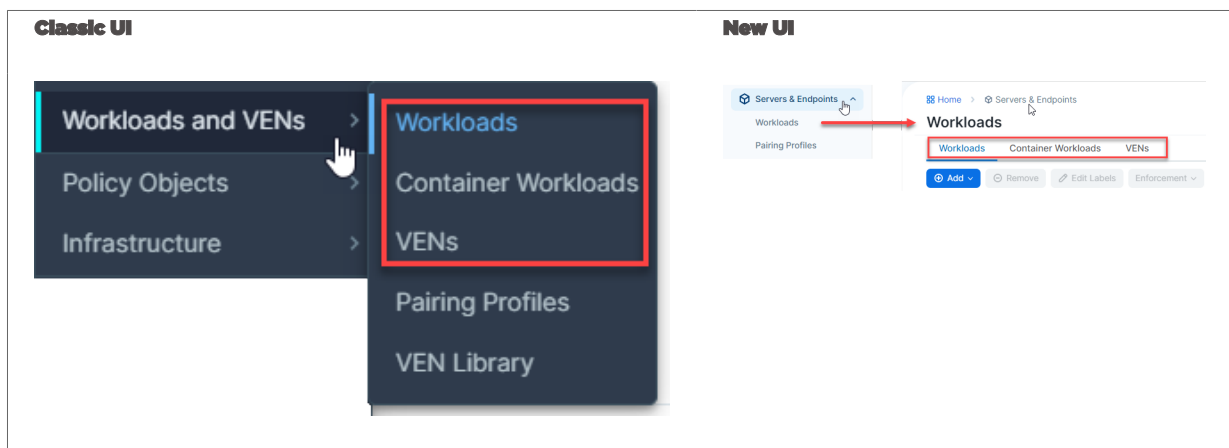 Classic UI
Workloads and VENs
Policy Objects
Infrastructure
Workloads
Container Workloads
VENs
Pairing Profiles
VEN Library
New UI
Servers & Endpoints
Workloads
Pairing Profiles
Home > Servers & Endpoints
Workloads
Workloads Container Workloads VENs
Add Remove Edit Labels Enforcement